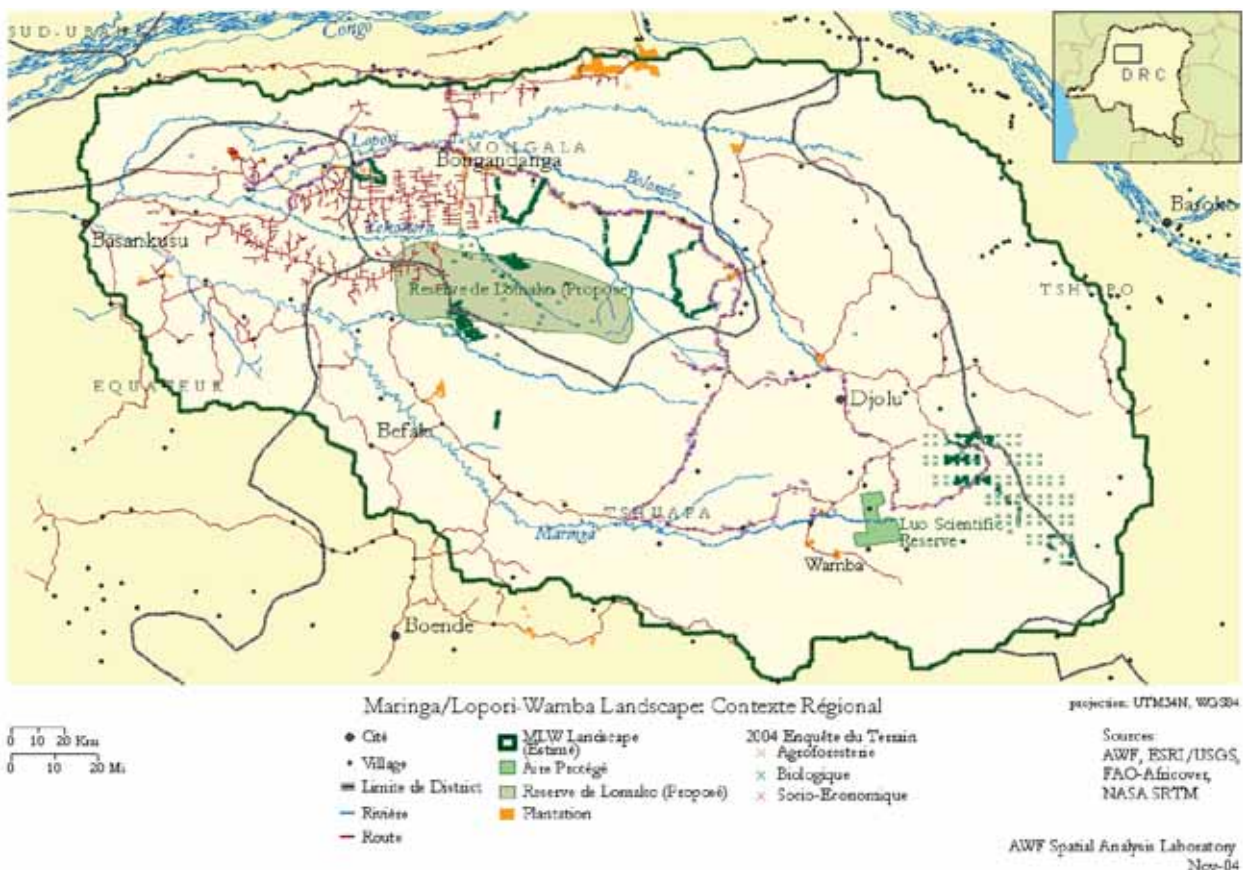 SUD-UBANGI
Congo
DRC
Lopori
MONGALA
Bongandanga
Bolombo
Basoko
Basankusu
Yekokora
Reserve de Lomako (Proposé)
TSHOPO
EQUATEUR
Djolu
Befale
TSHUAPA
Maringa
Luo Scientific
Reserve
Wamba
Boende
Maringa/Lopori-Wamba Landscape: Contexte Régional
projection: UTM34N, WGS84
0 10 20 Km
0 10 20 Mi
Cité
Village
Limite de District
Rivière
Route
MLW Landscape
(Estimé)
Aire Protégé
Reserve de Lomako (Proposé)
Plantation
2004 Enquête du Terrain
Agroforesterie
Biologique
Socio-Economique
Sources:
AWF, ESRI/USGS,
FAO-Africover,
NASA SRTM
AWF Spatial Analysis Laboratory
Nov-04